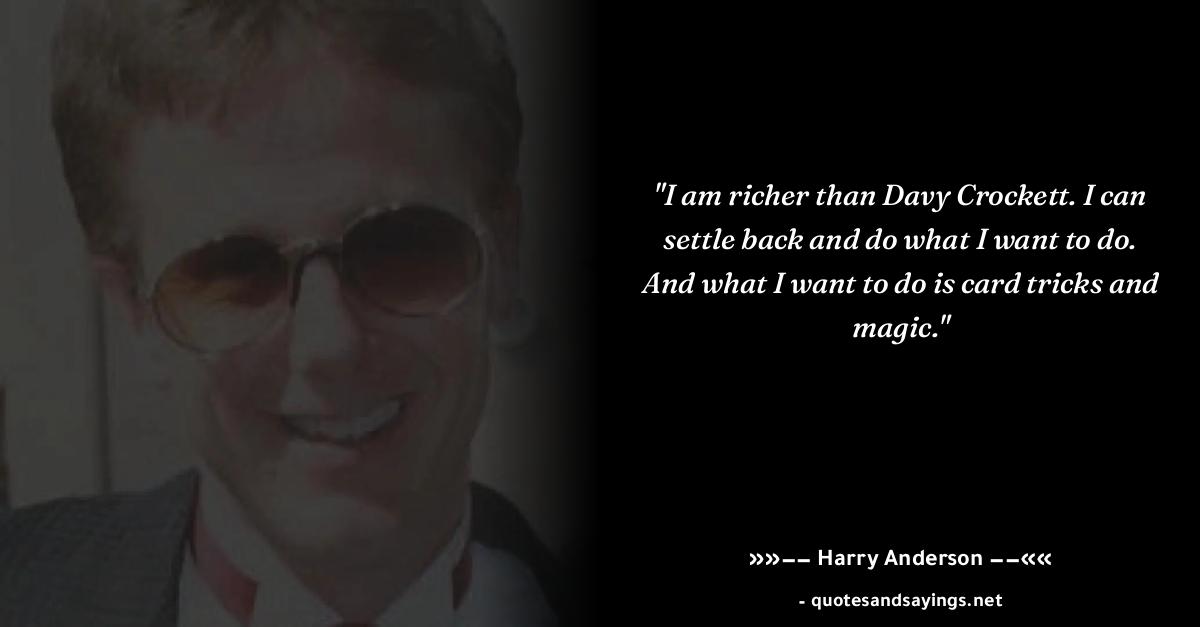 "I am richer than Davy Crockett. I can
settle back and do what I want to do.
And what I want to do is card tricks and
magic."
»»−− Harry Anderson −−««
- quotesandsayings.net